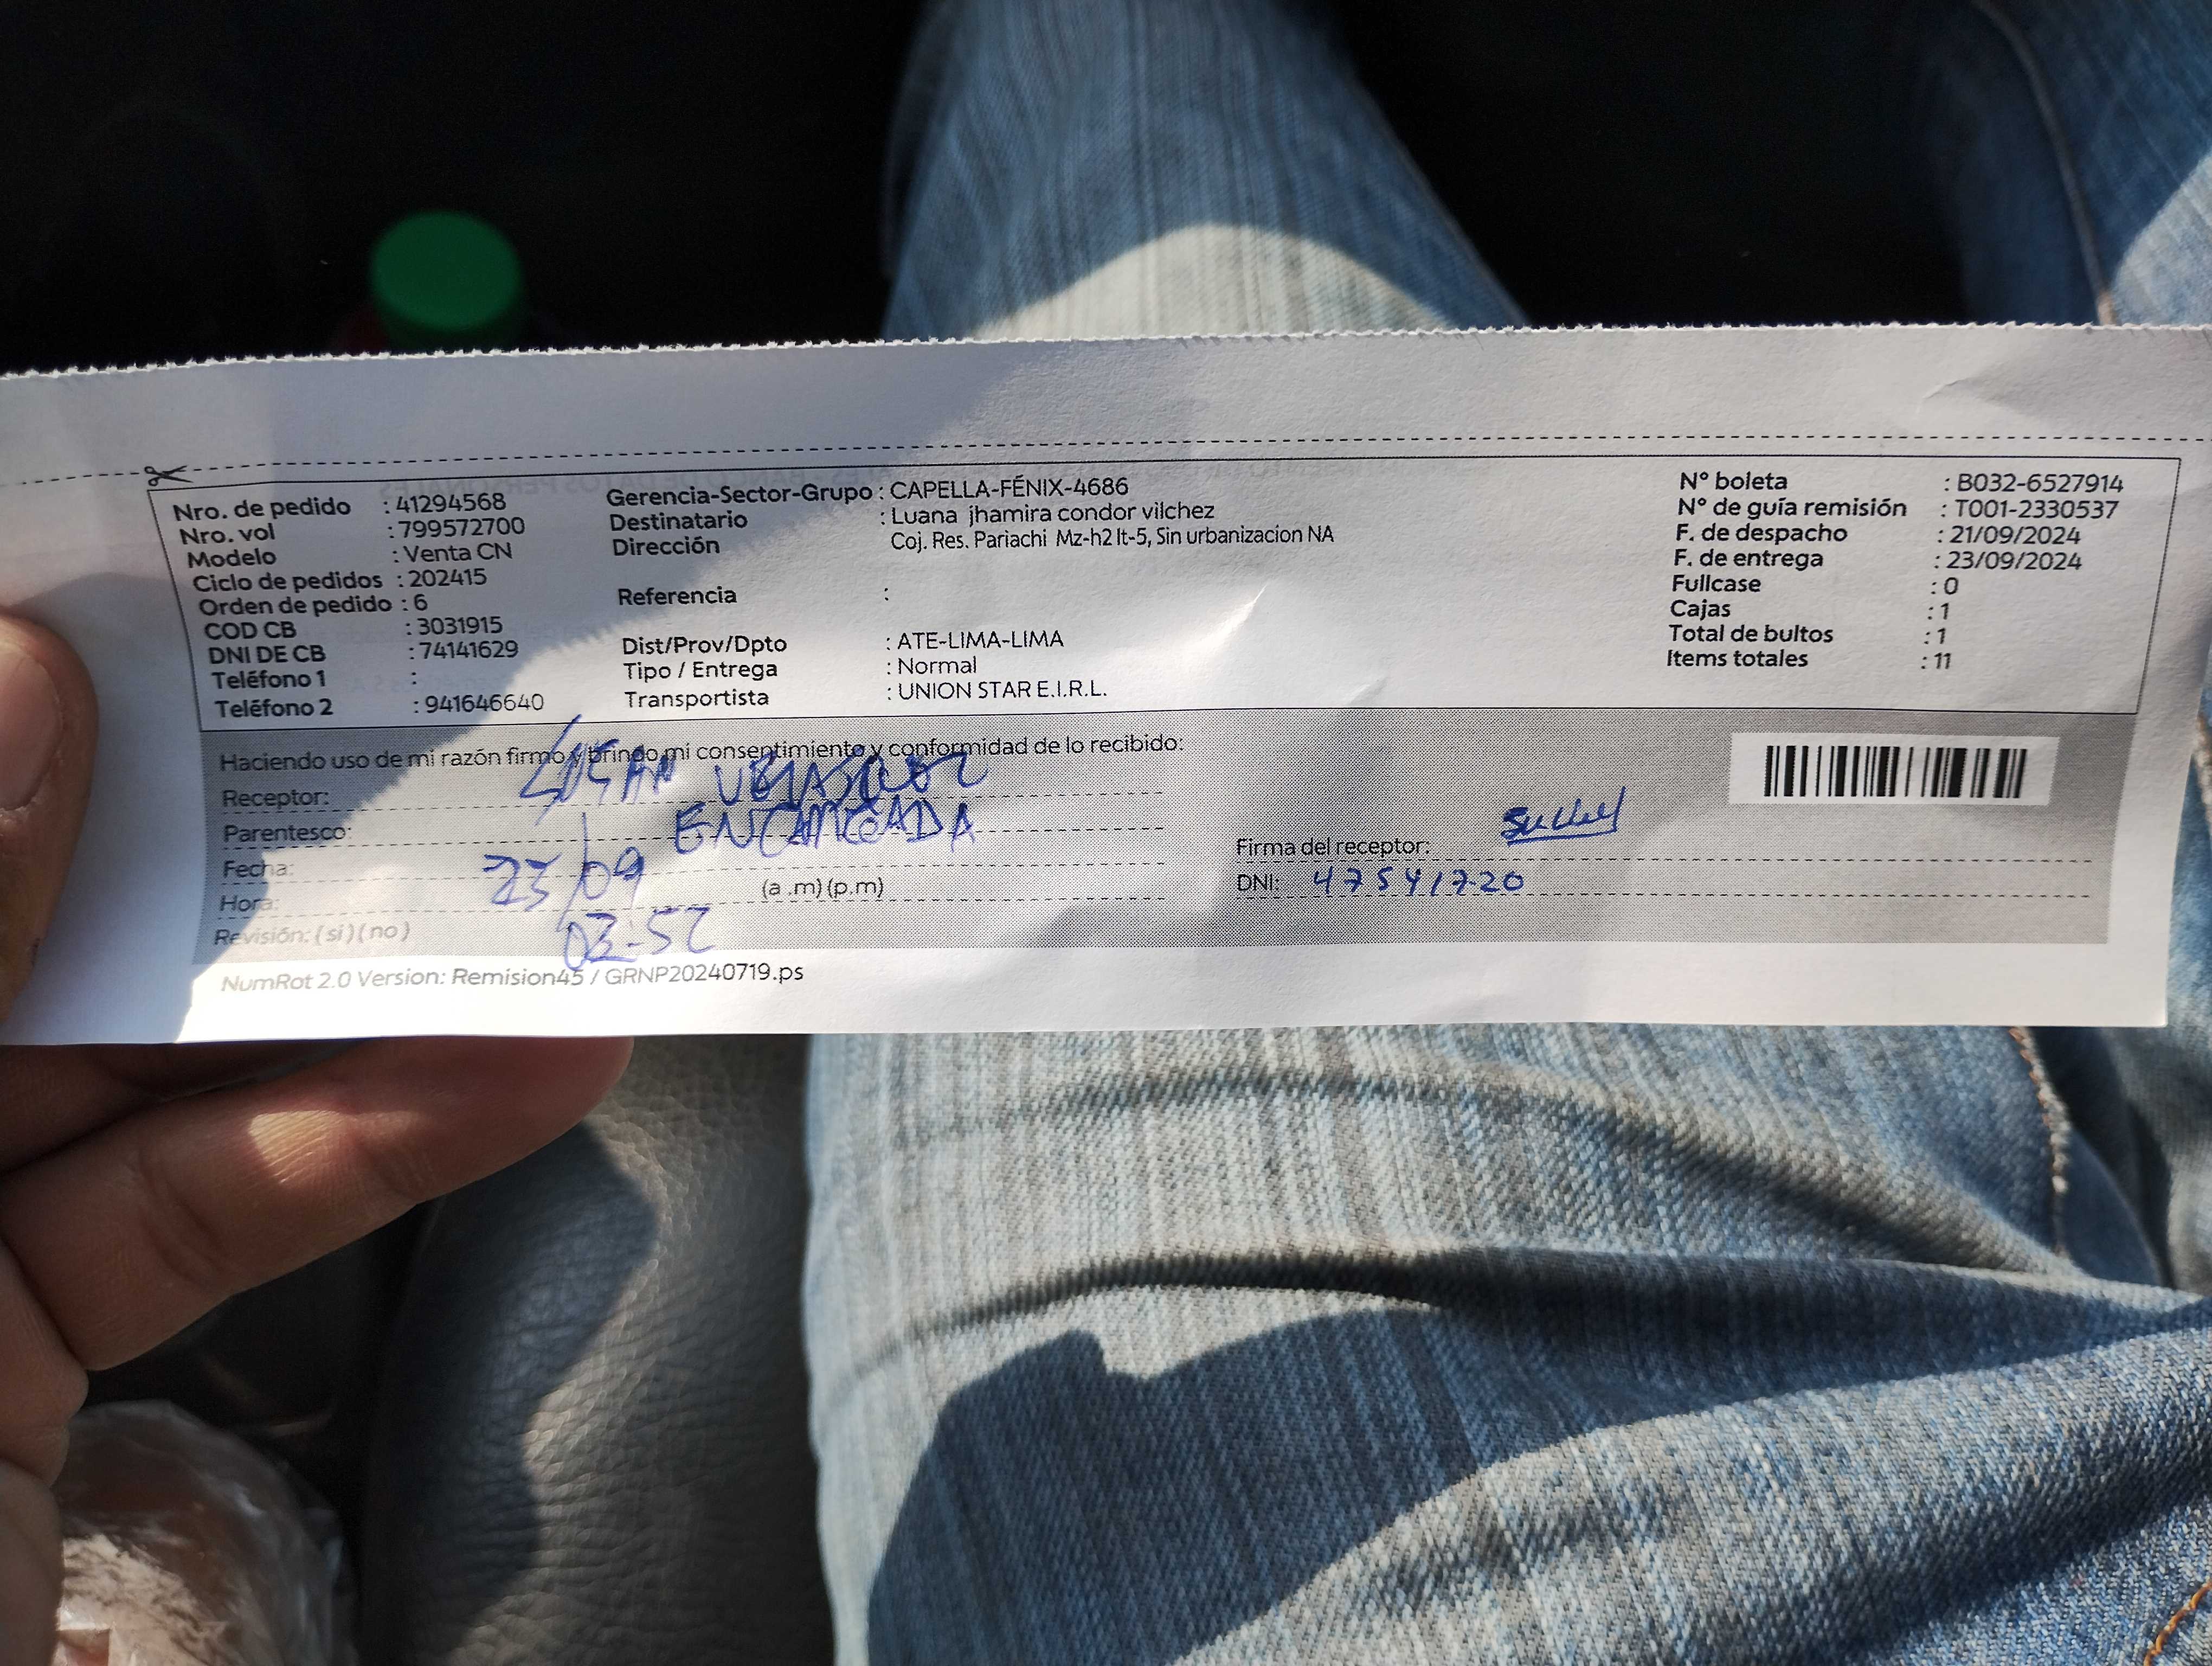 Nro. de pedido : 41294568
Nro. vol : 799572700
Modelo : Venta CN
Ciclo de pedidos : 202415
Orden de pedido : 6
COD CB : 3031915
DNI DE CB : 74141629
Teléfono 1 :
Teléfono 2 : 941646640
Gerencia-Sector-Grupo : CAPELLA-FÉNIX-4686
Destinatario : Luana jhamira condor vilchez
Dirección Coj. Res. Pariachi Mz-h2 lt-5, Sin urbanizacion NA
Referencia :
Dist/Prov/Dpto : ATE-LIMA-LIMA
Tipo / Entrega : Normal
Transportista : UNION STAR E.I.R.L.
N° boleta : B032-6527914
N° de guía remisión : T001-2330537
F. de despacho : 21/09/2024
F. de entrega : 23/09/2024
Fullcase : 0
Cajas : 1
Total de bultos : 1
Items totales : 11
Haciendo uso de mi razón firmo y brindo mi consentimiento y conformidad de lo recibido:
Receptor: SUSAN VELASQUEZ
Parentesco: ENCARGADA
Fecha: 23/09
Hora: 03:52 (a .m) (p.m)
Revisión: (si) (no)
Firma del receptor:
DNI: 47541720
NumRot 2.0 Version: Remision45 / GRNP20240719.ps